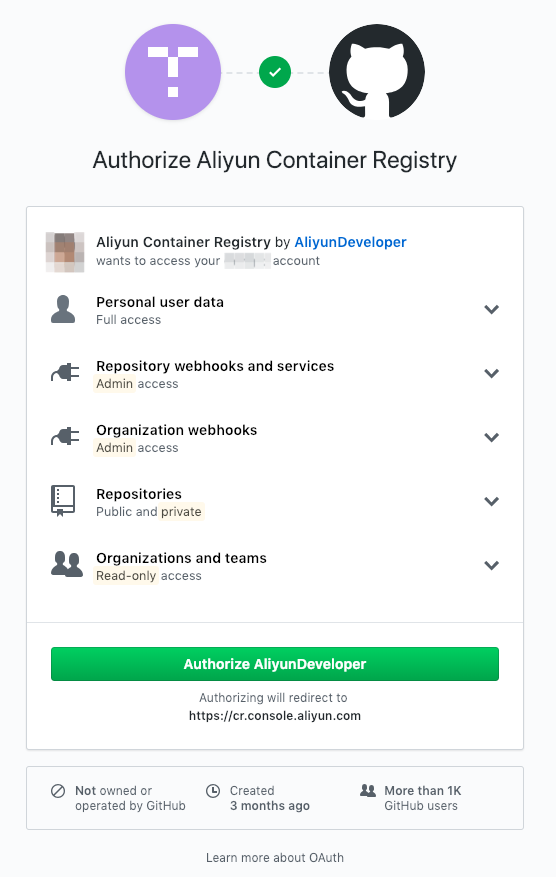 Authorize Aliyun Container Registry
Aliyun Container Registry by AliyunDeveloper
wants to access your account
Personal user data
Full access
Repository webhooks and services
Admin access
Organization webhooks
Admin access
Repositories
Public and private
Organizations and teams
Read-only access
Authorize AliyunDeveloper
Authorizing will redirect to
https://cr.console.aliyun.com
Not owned or
operated by GitHub
Created
3 months ago
More than 1K
GitHub users
Learn more about OAuth